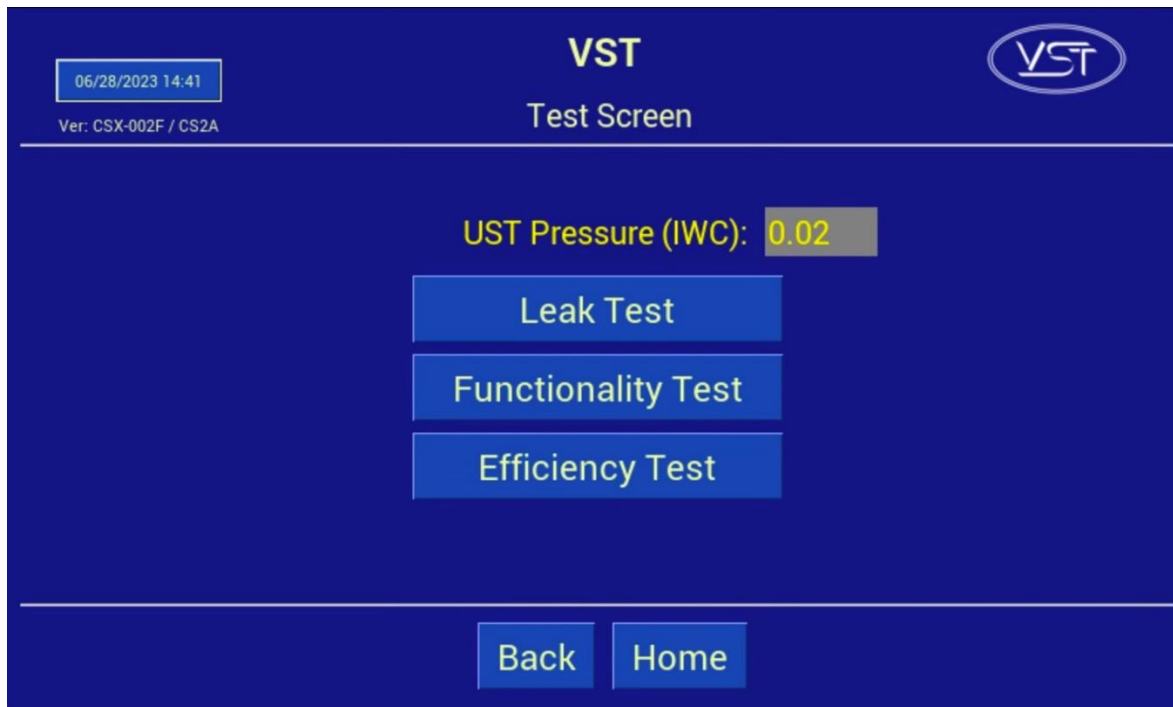 VST
VST
06/28/2023 14:41
Test Screen
Ver: CSX-002F / CS2A
UST Pressure (IWC): 0.02
Leak Test
Functionality Test
Efficiency Test
Back Home